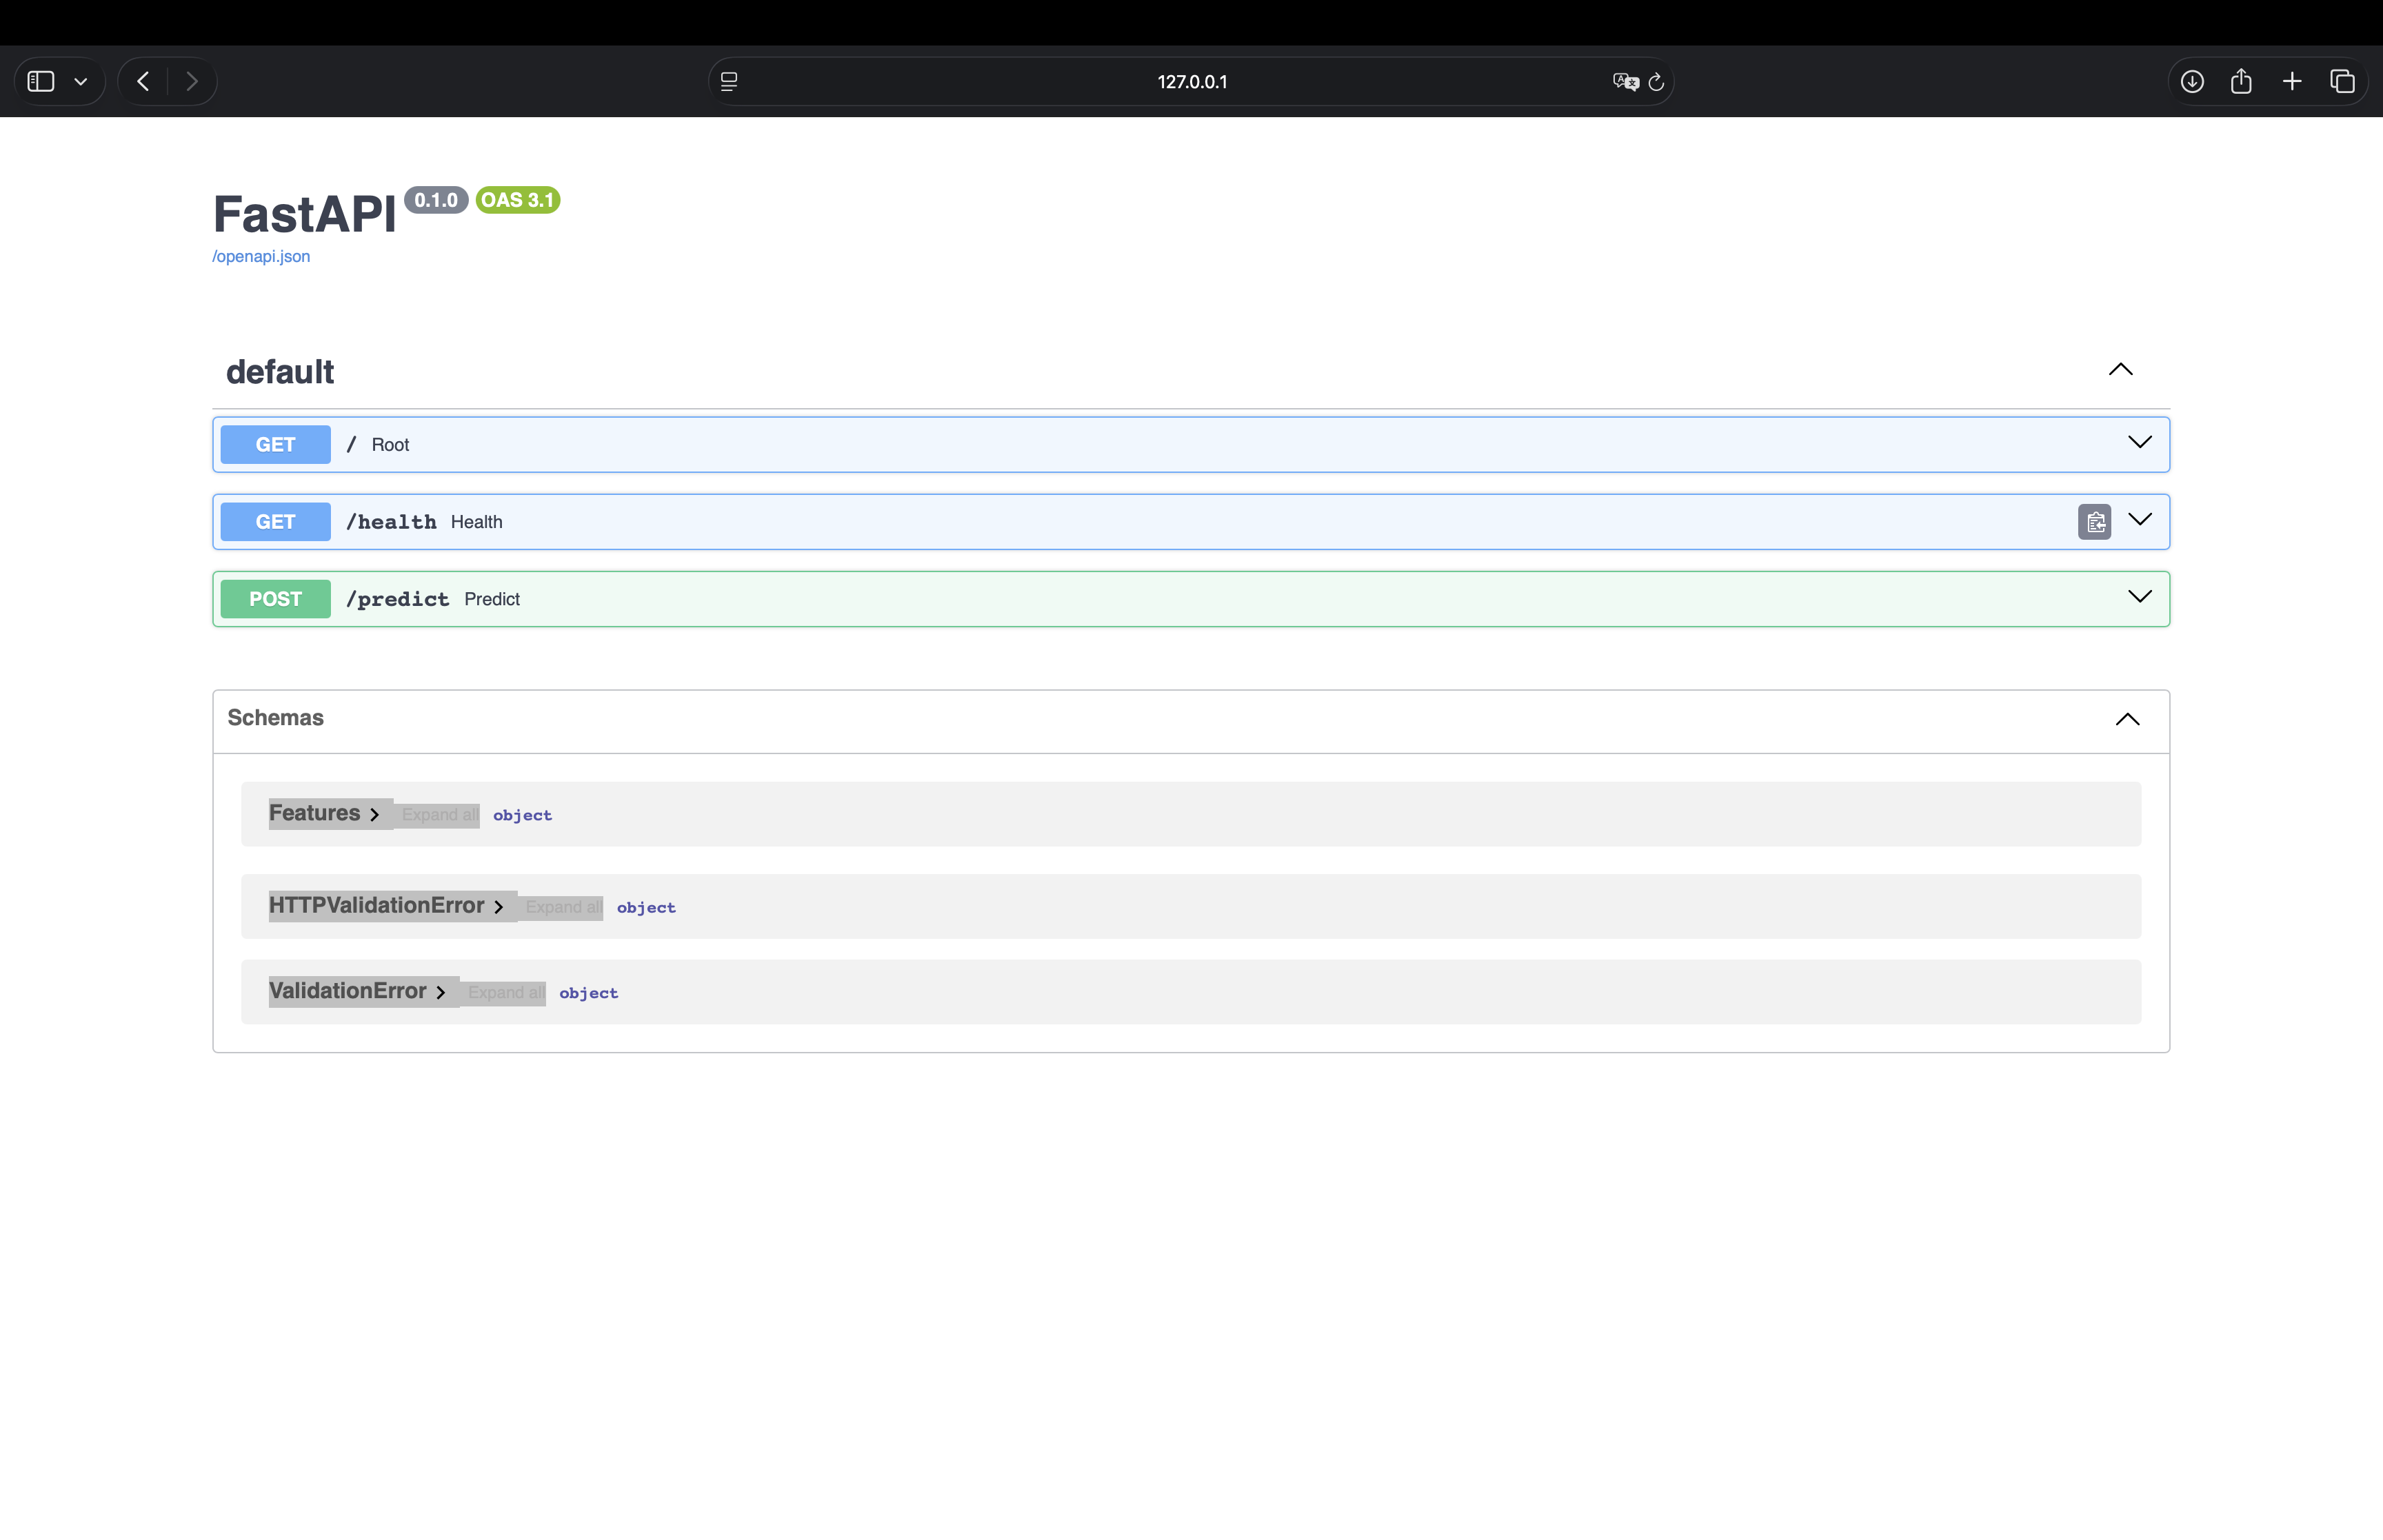 127.0.0.1
FastAPI 0.1.0 OAS 3.1
/openapi.json
default
GET / Root
GET /health Health
POST /predict Predict
Schemas
Features Expand all object
HTTPValidationError Expand all object
ValidationError Expand all object